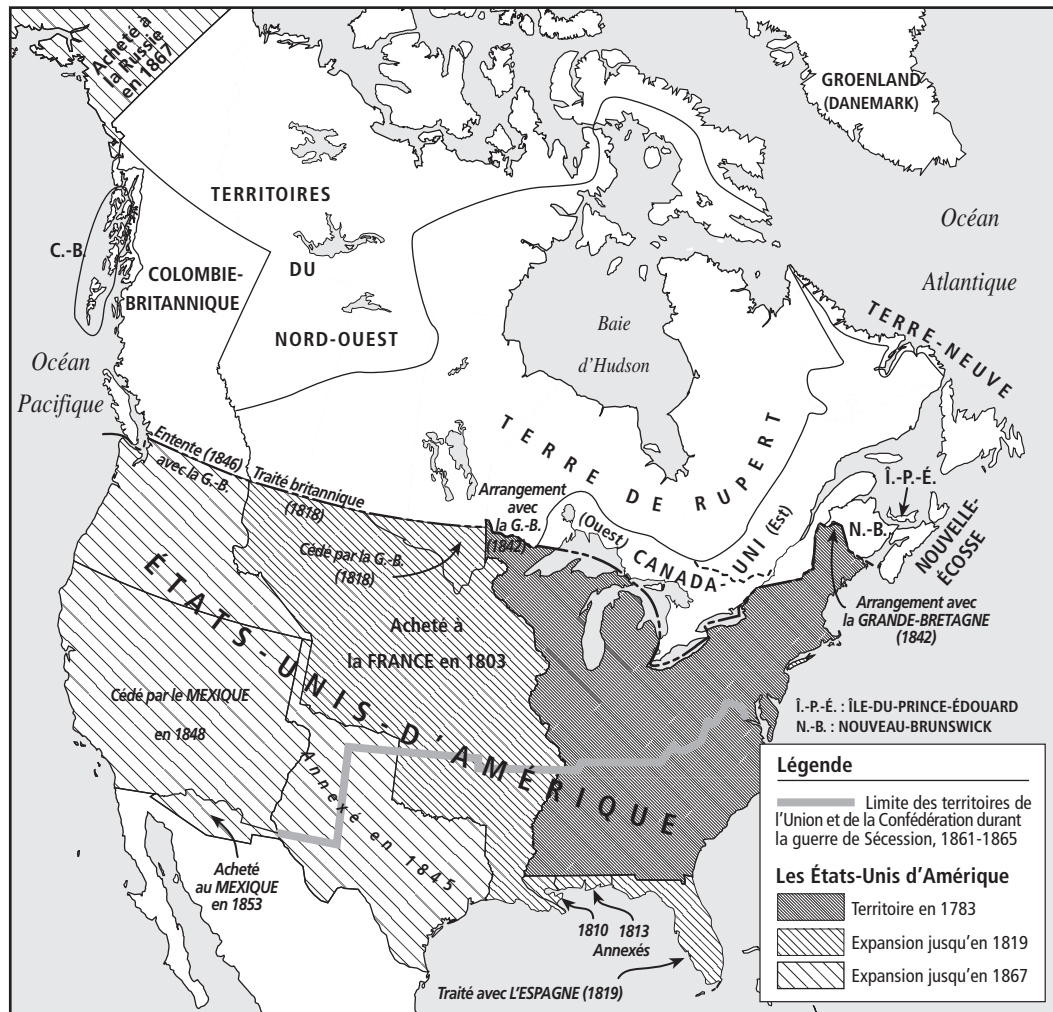 Acheté à
la Russie
en 1867
GROENLAND
(DANEMARK)
TERRITOIRES
DU
NORD-OUEST
C.-B.
COLOMBIE-
BRITANNIQUE
Océan
Atlantique
Océan
Pacifique
Baie
d'Hudson
TERRE-NEUVE
TERRE DE RUPERT
Entente (1846)
avec la G.-B.
Traité britannique
(1818)
Arrangement
avec
la G.-B.
(1842)
Cédé par la G.-B.
(1818)
(Ouest)
CANADA-UNI
(Est)
Î.-P.-É.
N.-B.
NOUVELLE-
ÉCOSSE
Arrangement avec
la GRANDE-BRETAGNE
(1842)
ÉTATS-UNIS-D'AMÉRIQUE
Acheté à
la FRANCE en 1803
Cédé par le MEXIQUE
en 1848
Annexé en 1845
Acheté
au MEXIQUE
en 1853
1810 1813
Annexés
Traité avec L'ESPAGNE (1819)
Î.-P.-É. : ÎLE-DU-PRINCE-ÉDOUARD
N.-B. : NOUVEAU-BRUNSWICK
Légende
Limite des territoires de
l'Union et de la Confédération durant
la guerre de Sécession, 1861-1865
Les États-Unis d'Amérique
Territoire en 1783
Expansion jusqu'en 1819
Expansion jusqu'en 1867